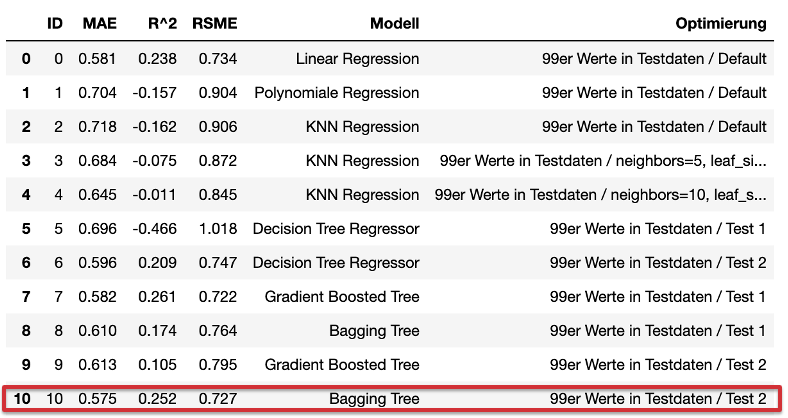 ID MAE R^2 RSME Modell Optimierung
0 0 0.581 0.238 0.734 Linear Regression 99er Werte in Testdaten / Default
1 1 0.704 -0.157 0.904 Polynomiale Regression 99er Werte in Testdaten / Default
2 2 0.718 -0.162 0.906 KNN Regression 99er Werte in Testdaten / Default
3 3 0.684 -0.075 0.872 KNN Regression 99er Werte in Testdaten / neighbors=5, leaf_si...
4 4 0.645 -0.011 0.845 KNN Regression 99er Werte in Testdaten / neighbors=10, leaf_s...
5 5 0.696 -0.466 1.018 Decision Tree Regressor 99er Werte in Testdaten / Test 1
6 6 0.596 0.209 0.747 Decision Tree Regressor 99er Werte in Testdaten / Test 2
7 7 0.582 0.261 0.722 Gradient Boosted Tree 99er Werte in Testdaten / Test 1
8 8 0.610 0.174 0.764 Bagging Tree 99er Werte in Testdaten / Test 1
9 9 0.613 0.105 0.795 Gradient Boosted Tree 99er Werte in Testdaten / Test 2
10 10 0.575 0.252 0.727 Bagging Tree 99er Werte in Testdaten / Test 2